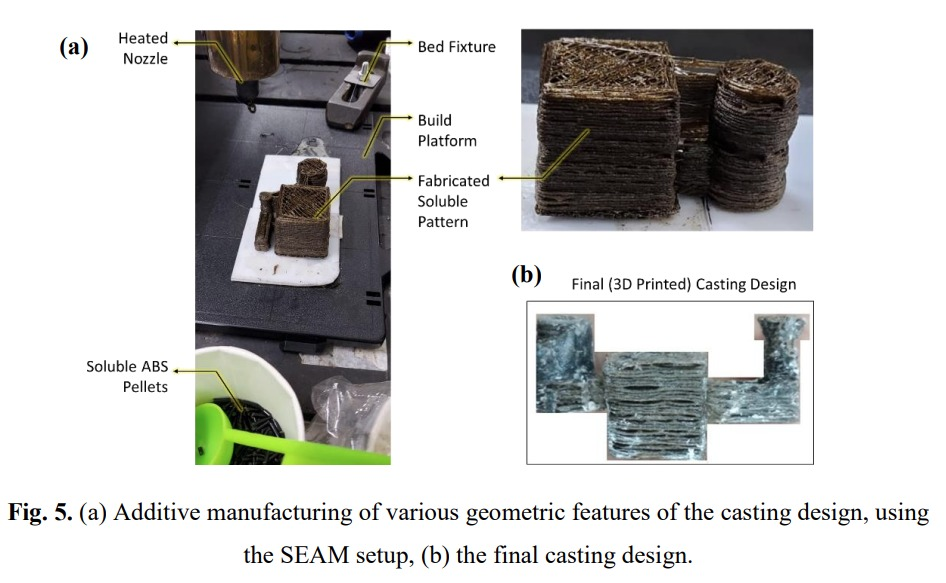 (a)
Heated
Nozzle
Bed Fixture
Build
Platform
Fabricated
Soluble
Pattern
Soluble ABS
Pellets
(b)
Final (3D Printed) Casting Design
Fig. 5. (a) Additive manufacturing of various geometric features of the casting design, using
the SEAM setup, (b) the final casting design.